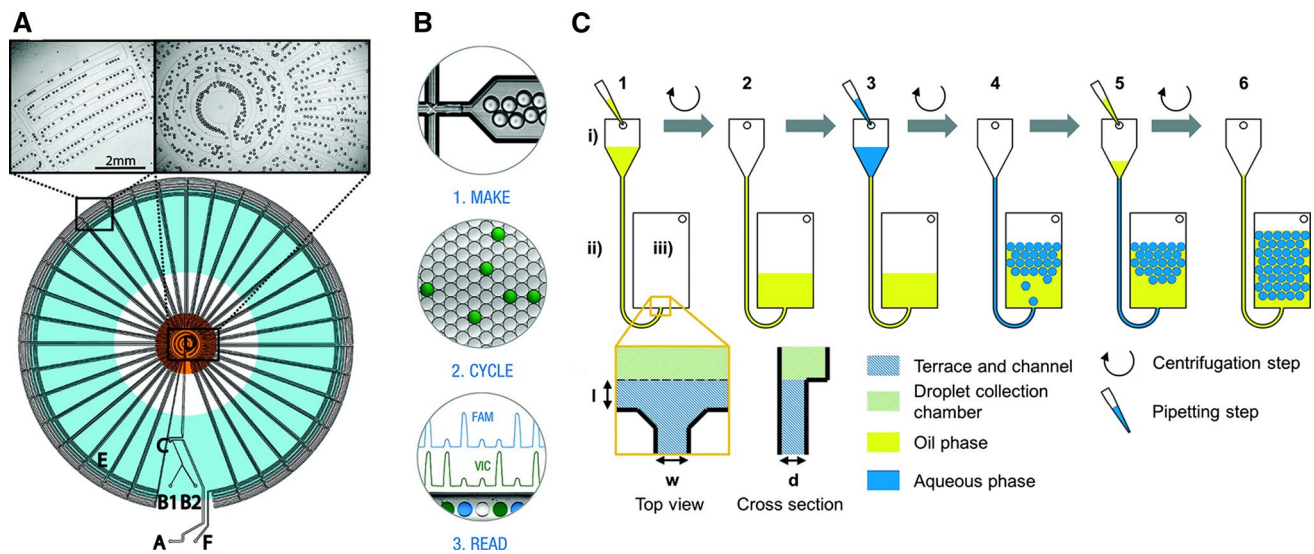 A
2mm
D
C
E
B1 B2
A
F
B
1. MAKE
2. CYCLE
FAM
VIC
3. READ
C
1
2
3
4
5
6
i)
ii)
iii)
l
w
Top view
d
Cross section
Terrace and channel
Droplet collection
chamber
Oil phase
Aqueous phase
Centrifugation step
Pipetting step